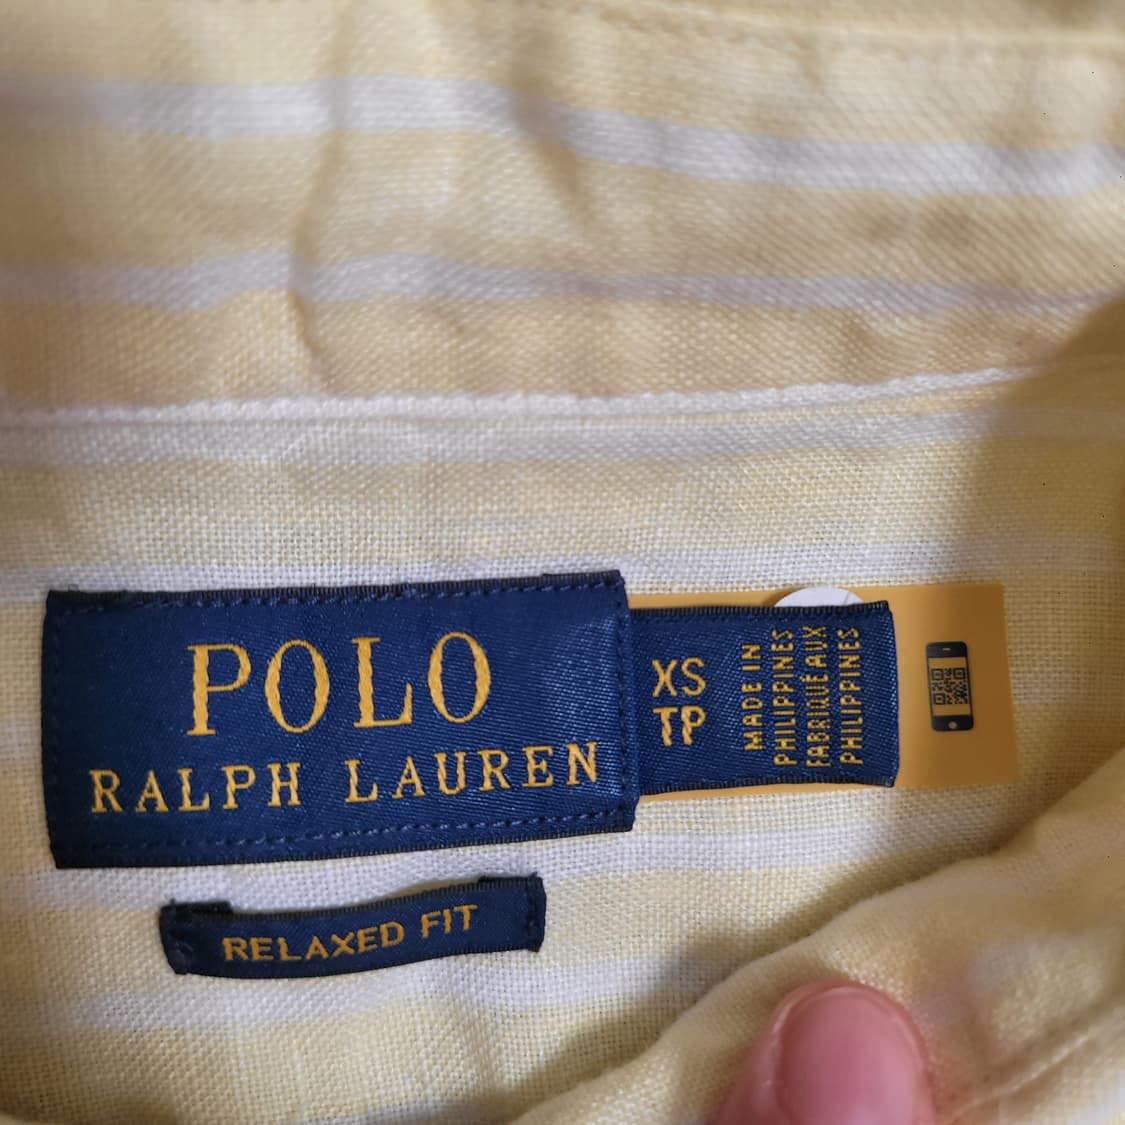 POLO
RALPH LAUREN
XS
TP
MADE IN
PHILIPPINES
FABRIQUÉ AUX
PHILIPPINES
RELAXED FIT